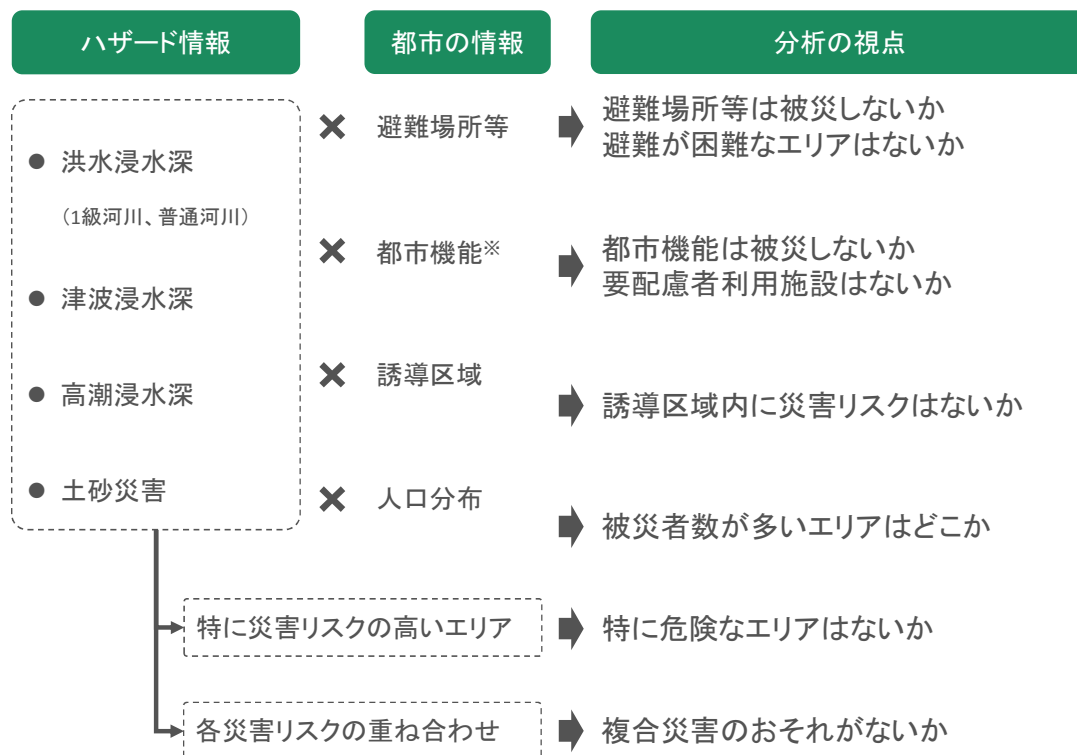 ハザード情報
都市の情報
分析の視点
● 洪水浸水深
（1級河川、普通河川）
● 津波浸水深
● 高潮浸水深
● 土砂災害
× 避難場所等
避難場所等は被災しないか
避難が困難なエリアはないか
× 都市機能※
都市機能は被災しないか
要配慮者利用施設はないか
× 誘導区域
誘導区域内に災害リスクはないか
× 人口分布
被災者数が多いエリアはどこか
特に災害リスクの高いエリア
特に危険なエリアはないか
各災害リスクの重ね合わせ
複合災害のおそれがないか